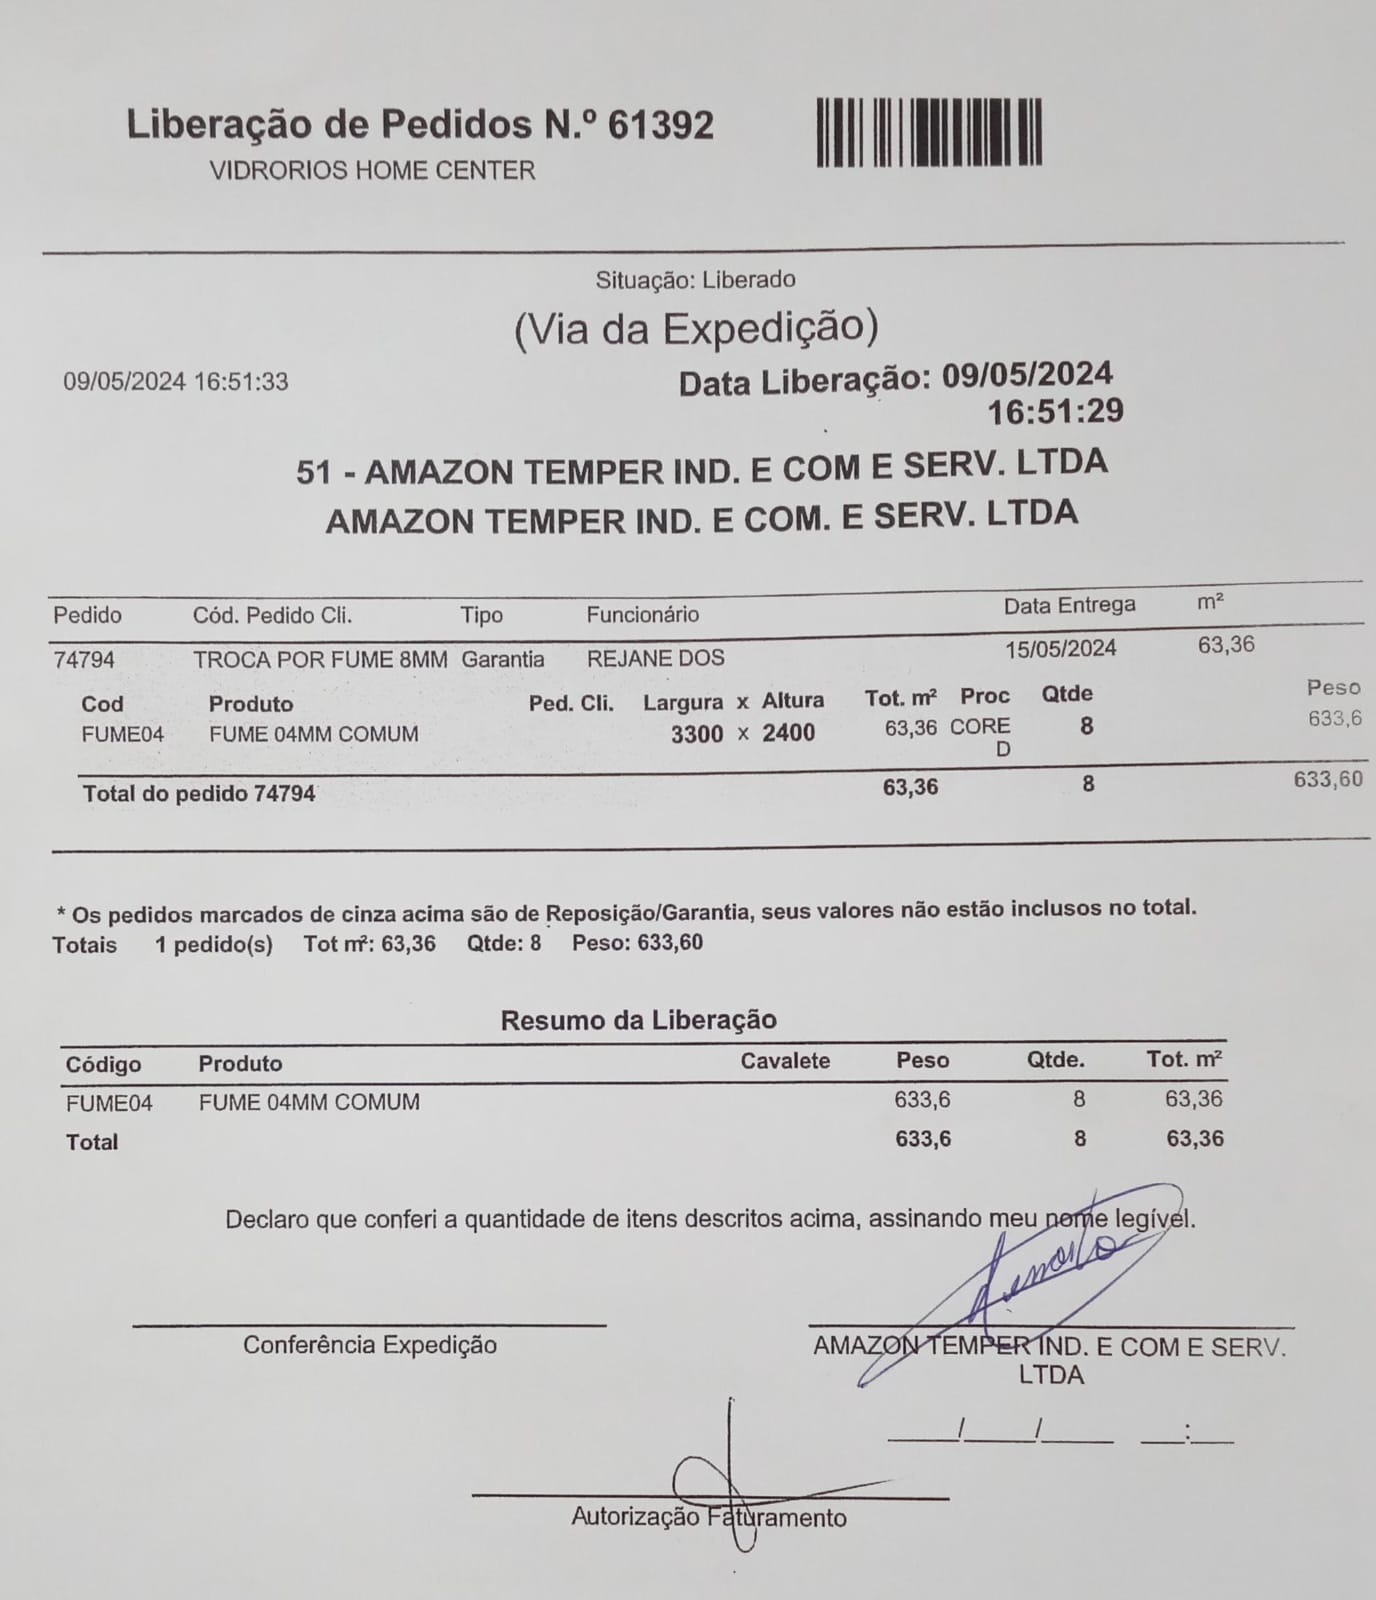 Liberação de Pedidos N.º 61392
VIDRORIOS HOME CENTER
Situação: Liberado
(Via da Expedição)
09/05/2024 16:51:33
Data Liberação: 09/05/2024
16:51:29
51 - AMAZON TEMPER IND. E COM E SERV. LTDA
AMAZON TEMPER IND. E COM. E SERV. LTDA
Pedido Cód. Pedido Cli. Tipo Funcionário Data Entrega m²
74794 TROCA POR FUME 8MM Garantia REJANE DOS 15/05/2024 63,36
Cod Produto Ped. Cli. Largura x Altura Tot. m² Proc Qtde Peso
FUME04 FUME 04MM COMUM 3300 x 2400 63,36 CORE 8 633,6
D
Total do pedido 74794 63,36 8 633,60
* Os pedidos marcados de cinza acima são de Reposição/Garantia, seus valores não estão inclusos no total.
Totais 1 pedido(s) Tot m²: 63,36 Qtde: 8 Peso: 633,60
Resumo da Liberação
Código Produto Cavalete Peso Qtde. Tot. m²
FUME04 FUME 04MM COMUM 633,6 8 63,36
Total 633,6 8 63,36
Declaro que conferi a quantidade de itens descritos acima, assinando meu nome legível.
Conferência Expedição
AMAZON TEMPER IND. E COM E SERV.
LTDA
____/____/____ ___:___
Autorização Faturamento